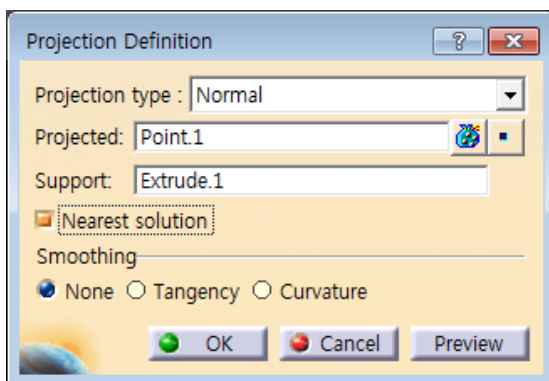 Projection Definition
Projection type : Normal
Projected: Point.1
Support: Extrude.1
Nearest solution
Smoothing
None Tangency Curvature
OK Cancel Preview